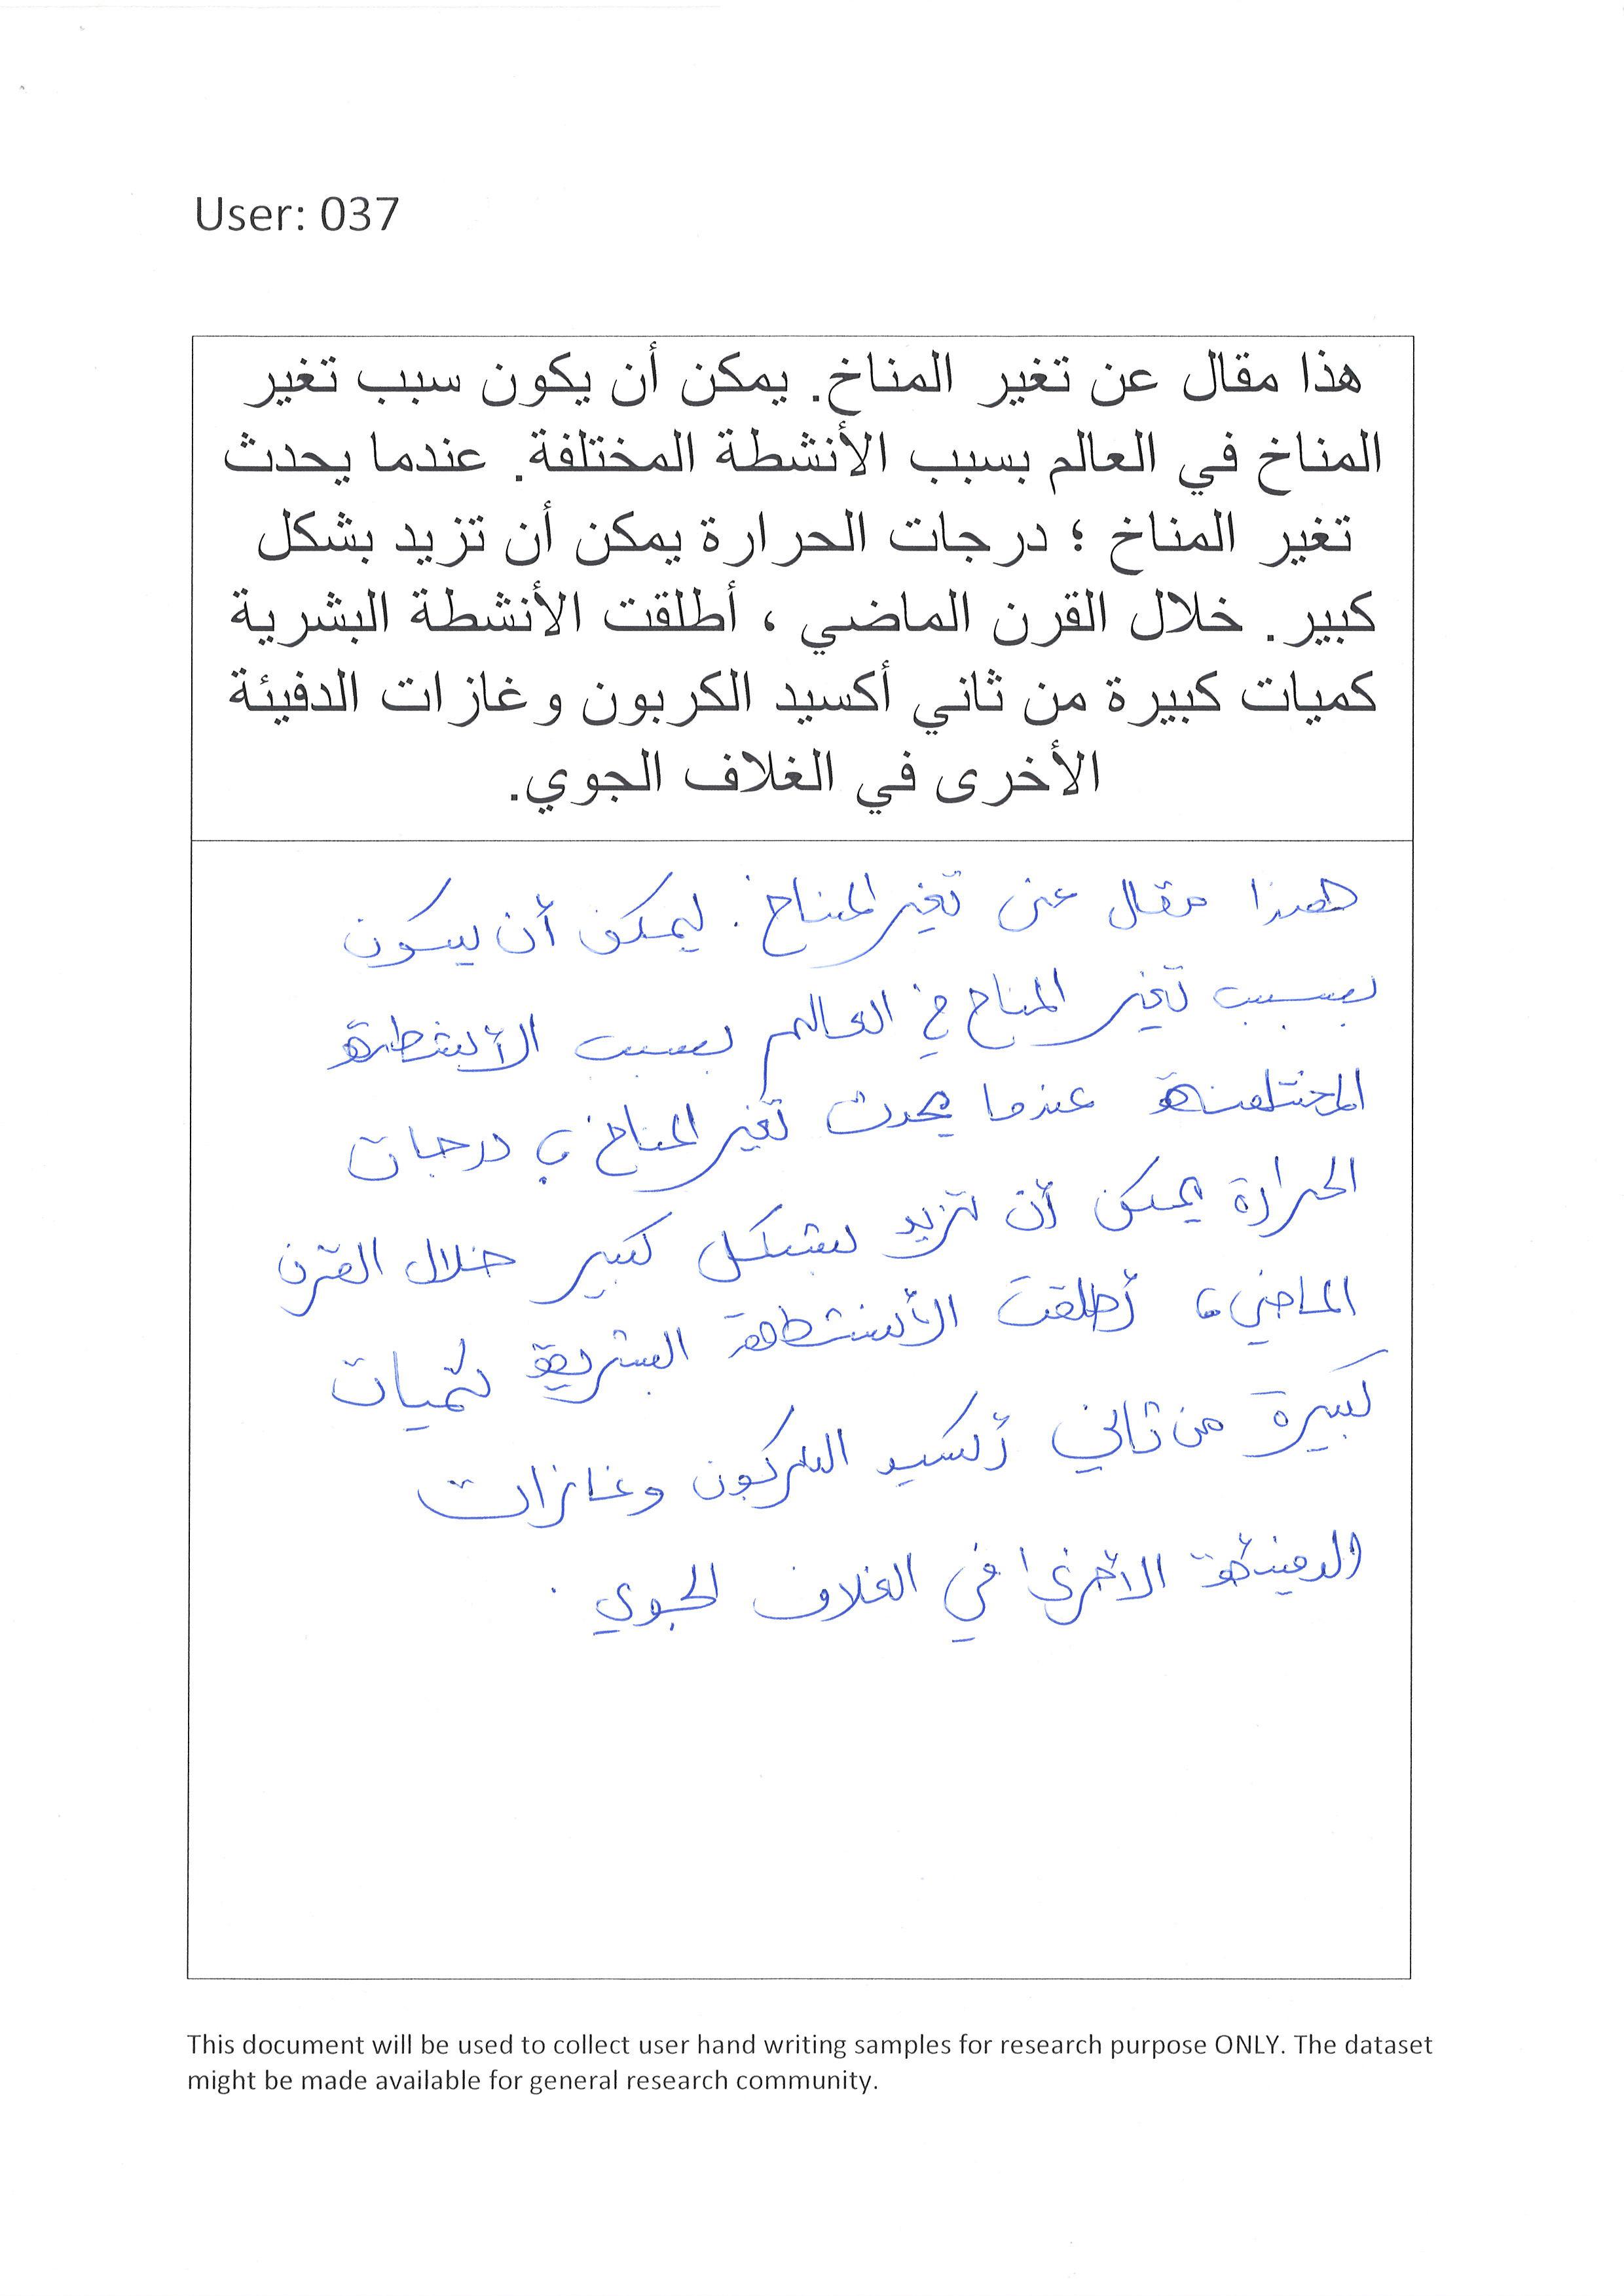 User: 037
هذا مقال عن تغير المناخ. يمكن أن يكون سبب تغير
المناخ في العالم بسبب الأنشطة المختلفة. عندما يحدث
تغير المناخ ؛ درجات الحرارة يمكن أن تزيد بشكل
كبير. خلال القرن الماضي ، أطلقت الأنشطة البشرية
كميات كبيرة من ثاني أكسيد الكربون وغازات الدفيئة
الأخرى في الغلاف الجوي.
هذا مقال عن تغير المناخ. يمكن أن يكون
بسبب تغير المناخ في العالم بسبب الأنشطة
المختلفة عندما يحدث تغير المناخ ؛ درجات
الحرارة يمكن أن تزيد بشكل كبير خلال القرن
الماضي، أطلقت الأنشطة البشرية كميات
كبيرة من ثاني أكسيد الكربون وغازات
الدفيئة الأخرى في الغلاف الجوي.
This document will be used to collect user hand writing samples for research purpose ONLY. The dataset
might be made available for general research community.